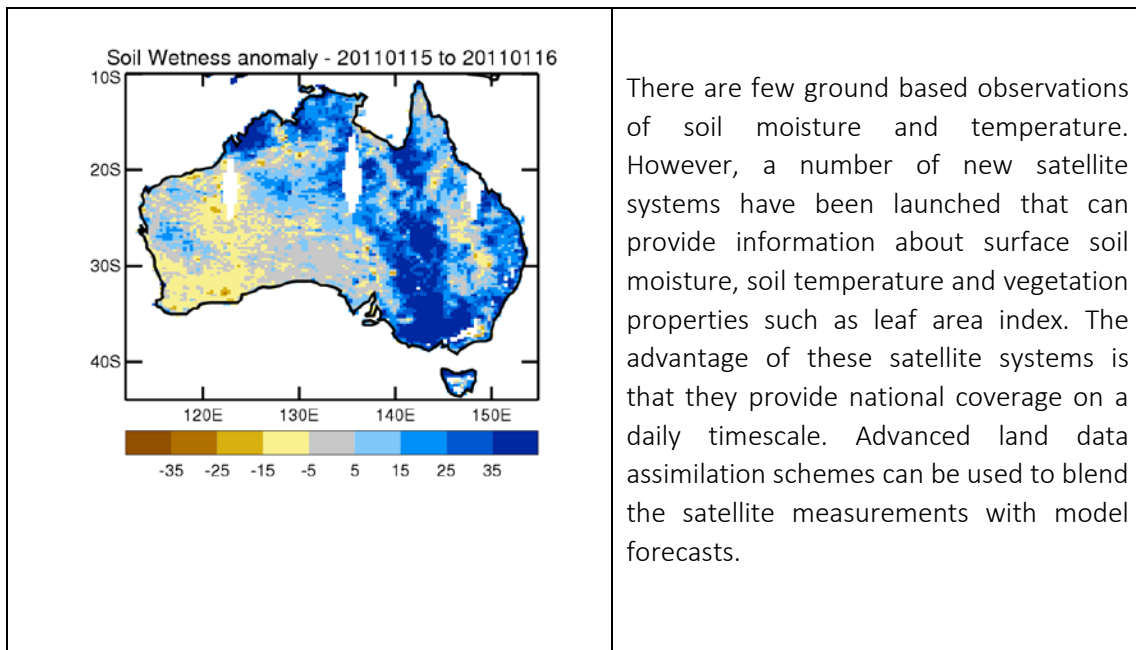 Soil Wetness anomaly - 20110115 to 20110116
10S
20S
30S
40S
120E 130E 140E 150E
-35 -25 -15 -5 5 15 25 35
There are few ground based observations
of soil moisture and temperature.
However, a number of new satellite
systems have been launched that can
provide information about surface soil
moisture, soil temperature and vegetation
properties such as leaf area index. The
advantage of these satellite systems is
that they provide national coverage on a
daily timescale. Advanced land data
assimilation schemes can be used to blend
the satellite measurements with model
forecasts.